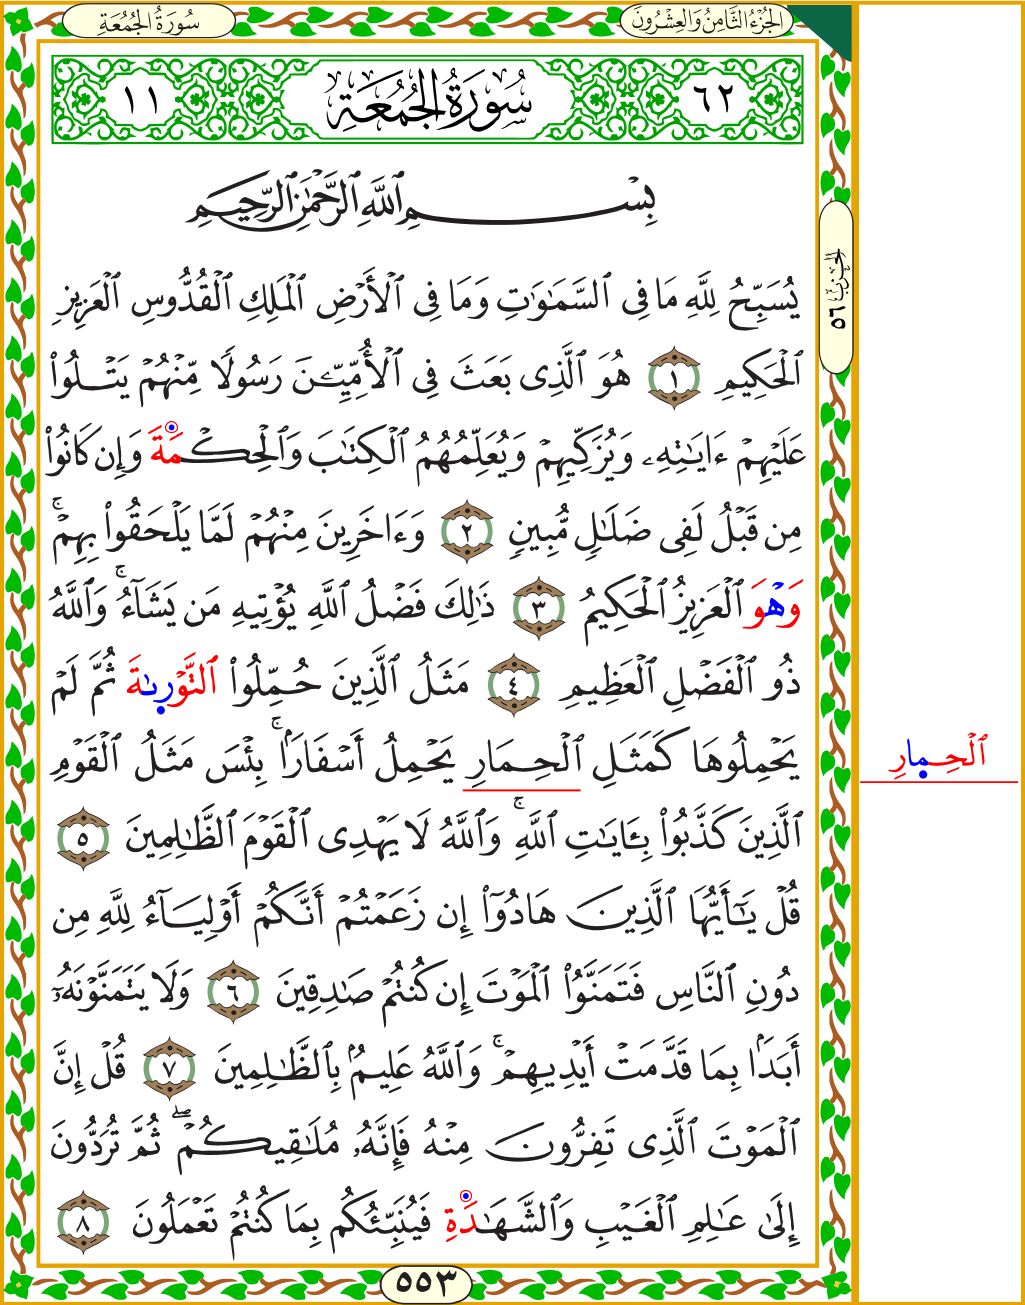 سُورَةُ الجُمُعَةِ
الجُزْءُ الثَّامِنُ وَالعِشْرُونَ
٦٢ سُورَةُ الجُمُعَةِ ١١
بِسْمِ ٱللَّهِ ٱلرَّحْمَٰنِ ٱلرَّحِيمِ
يُسَبِّحُ لِلَّهِ مَا فِى ٱلسَّمَٰوَٰتِ وَمَا فِى ٱلْأَرْضِ ٱلْمَلِكِ ٱلْقُدُّوسِ ٱلْعَزِيزِ
ٱلْحَكِيمِ ١ هُوَ ٱلَّذِى بَعَثَ فِى ٱلْأُمِّيِّـۧنَ رَسُولًا مِّنْهُمْ يَتْلُوا۟
عَلَيْهِمْ ءَايَٰتِهِۦ وَيُزَكِّيهِمْ وَيُعَلِّمُهُمُ ٱلْكِتَٰبَ وَٱلْحِكْمَةَ وَإِن كَانُوا۟
مِن قَبْلُ لَفِى ضَلَٰلٍ مُّبِينٍ ٢ وَءَاخَرِينَ مِنْهُمْ لَمَّا يَلْحَقُوا۟ بِهِمْ ۚ
وَهْوَ ٱلْعَزِيزُ ٱلْحَكِيمُ ٣ ذَٰلِكَ فَضْلُ ٱللَّهِ يُؤْتِيهِ مَن يَشَآءُ ۚ وَٱللَّهُ
ذُو ٱلْفَضْلِ ٱلْعَظِيمِ ٤ مَثَلُ ٱلَّذِينَ حُمِّلُوا۟ ٱلتَّوْرَىٰةَ ثُمَّ لَمْ
يَحْمِلُوهَا كَمَثَلِ ٱلْحِمَارِ يَحْمِلُ أَسْفَارًۢا ۚ بِئْسَ مَثَلُ ٱلْقَوْمِ
ٱلَّذِينَ كَذَّبُوا۟ بِـَٔايَٰتِ ٱللَّهِ ۚ وَٱللَّهُ لَا يَهْدِى ٱلْقَوْمَ ٱلظَّٰلِمِينَ ٥
قُلْ يَٰٓأَيُّهَا ٱلَّذِينَ هَادُوٓا۟ إِن زَعَمْتُمْ أَنَّكُمْ أَوْلِيَآءُ لِلَّهِ مِن
دُونِ ٱلنَّاسِ فَتَمَنَّوُا۟ ٱلْمَوْتَ إِن كُنتُمْ صَٰدِقِينَ ٦ وَلَا يَتَمَنَّوْنَهُۥٓ
أَبَدًۢا بِمَا قَدَّمَتْ أَيْدِيهِمْ ۚ وَٱللَّهُ عَلِيمٌۢ بِٱلظَّٰلِمِينَ ٧ قُلْ إِنَّ
ٱلْمَوْتَ ٱلَّذِى تَفِرُّونَ مِنْهُ فَإِنَّهُۥ مُلَٰقِيكُمْ ۖ ثُمَّ تُرَدُّونَ
إِلَىٰ عَٰلِمِ ٱلْغَيْبِ وَٱلشَّهَٰدَةِ فَيُنَبِّئُكُم بِمَا كُنتُمْ تَعْمَلُونَ ٨
٥٥٣
الحزب ٥٦
ٱلْحِمارِ